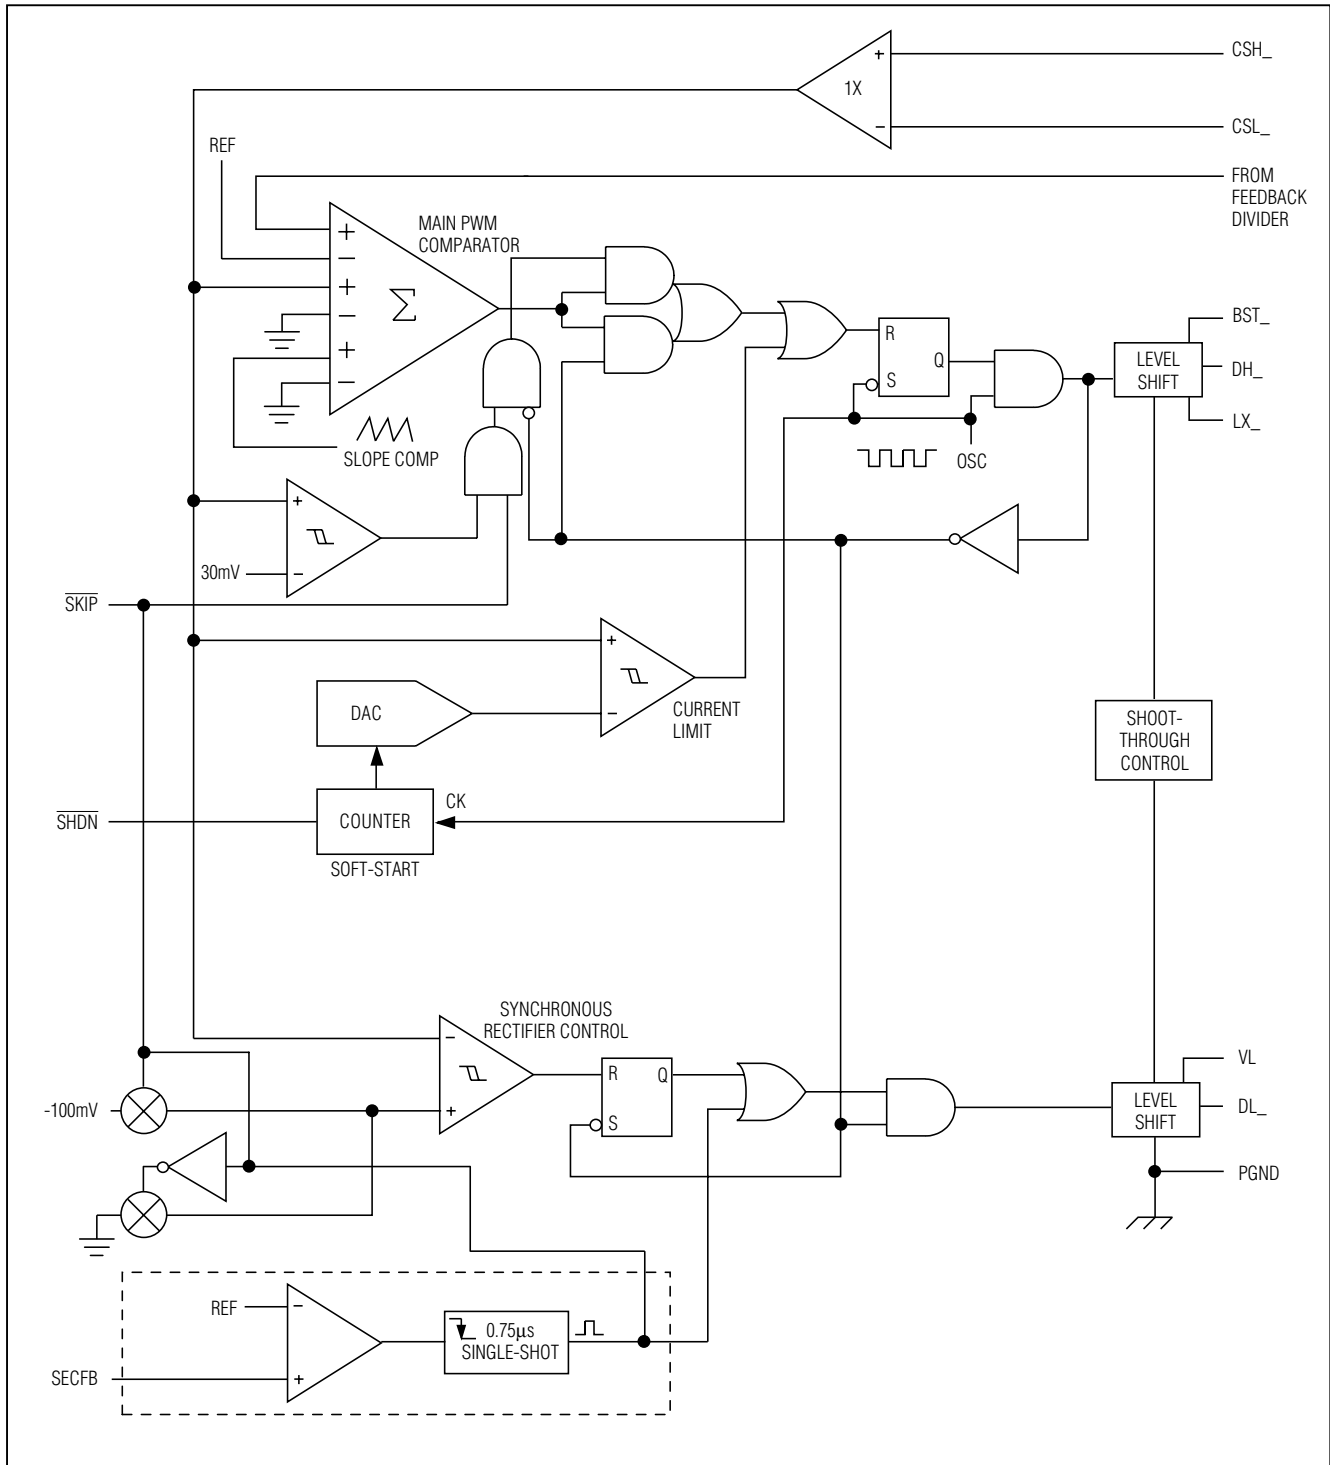 CSH_
+
1X
−
CSL_
REF
FROM
FEEDBACK
DIVIDER
MAIN PWM
COMPARATOR
+
−
+
Σ
−
+
−
BST_
R
Q
S
LEVEL
SHIFT
DH_
LX_
SLOPE COMP
OSC
+
30mV
−
SKIP
+
−
DAC
CURRENT
LIMIT
SHOOT-
THROUGH
CONTROL
CK
SHDN
COUNTER
SOFT-START
SYNCHRONOUS
RECTIFIER CONTROL
−
+
R
Q
S
VL
-100mV
LEVEL
SHIFT
DL_
PGND
REF
−
0.75µs
SINGLE-SHOT
SECFB
+